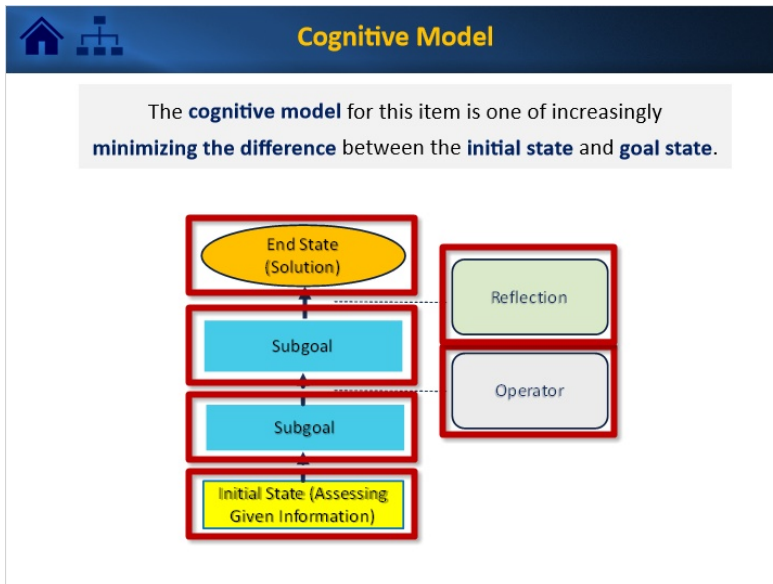 Cognitive Model
The cognitive model for this item is one of increasingly
minimizing the difference between the initial state and goal state.
End State
(Solution)
Reflection
Subgoal
Operator
Subgoal
Initial State (Assessing
Given Information)